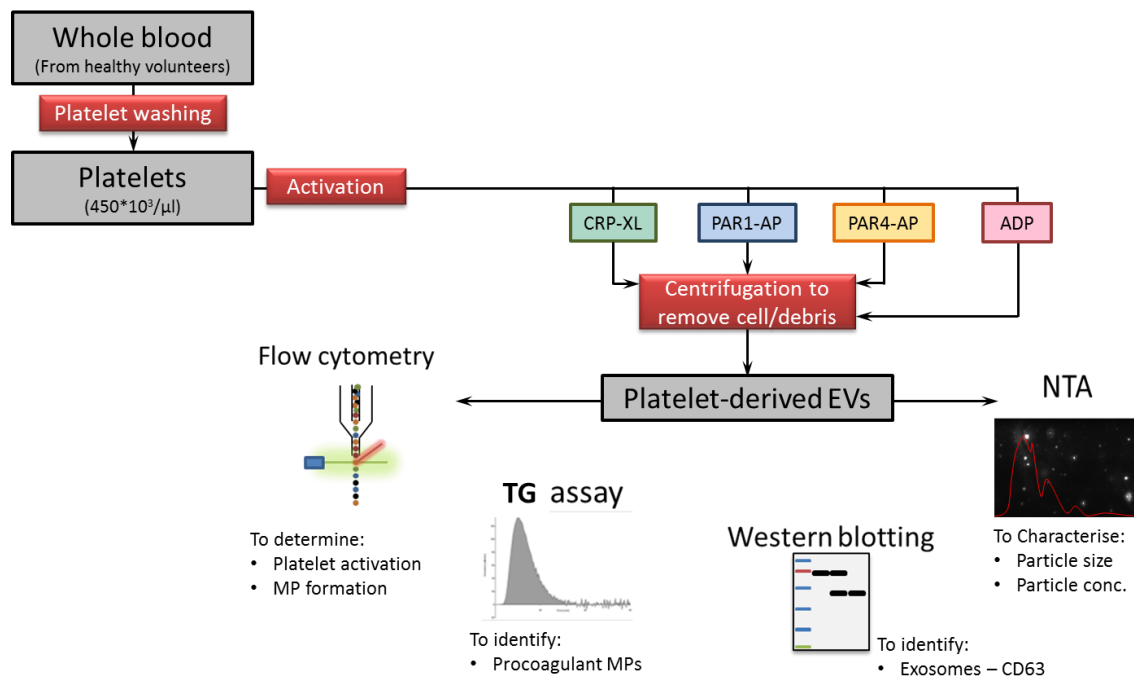 Whole blood
(From healthy volunteers)
Platelet washing
Platelets
(450*10³/µl)
Activation
CRP-XL
PAR1-AP
PAR4-AP
ADP
Centrifugation to
remove cell/debris
Platelet-derived EVs
Flow cytometry
To determine:
• Platelet activation
• MP formation
TG assay
To identify:
• Procoagulant MPs
Western blotting
To identify:
• Exosomes – CD63
NTA
To Characterise:
• Particle size
• Particle conc.